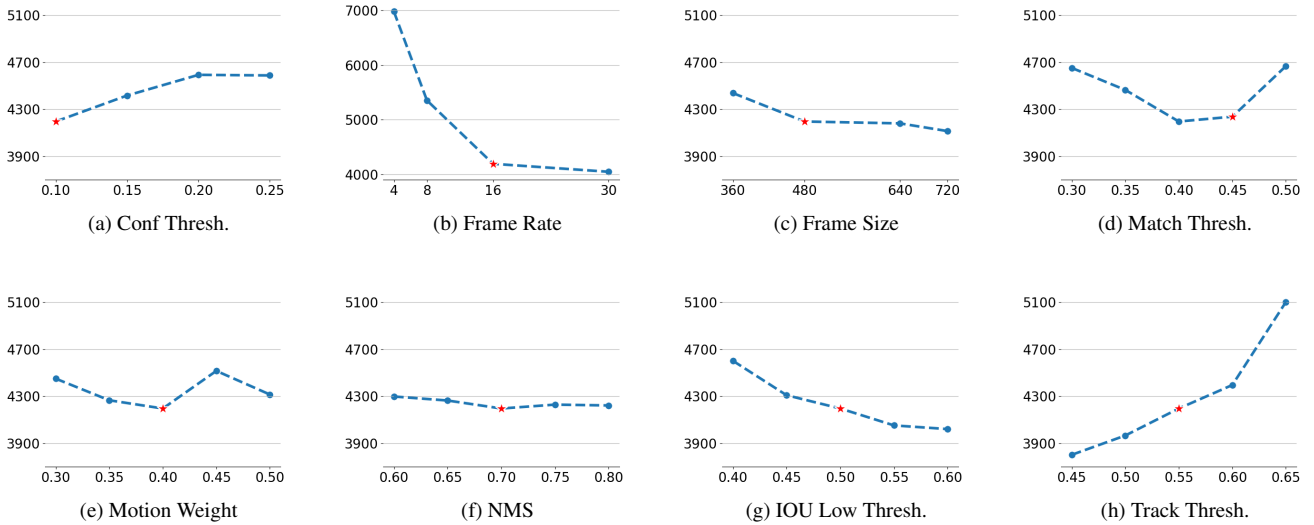 5100
4700
4300
3900
0.10 0.15 0.20 0.25
(a) Conf Thresh.
7000
6000
5000
4000
4 8 16 30
(b) Frame Rate
5100
4700
4300
3900
360 480 640 720
(c) Frame Size
5100
4700
4300
3900
0.30 0.35 0.40 0.45 0.50
(d) Match Thresh.
5100
4700
4300
3900
0.30 0.35 0.40 0.45 0.50
(e) Motion Weight
5100
4700
4300
3900
0.60 0.65 0.70 0.75 0.80
(f) NMS
5100
4700
4300
3900
0.40 0.45 0.50 0.55 0.60
(g) IOU Low Thresh.
5100
4700
4300
3900
0.45 0.50 0.55 0.60 0.65
(h) Track Thresh.